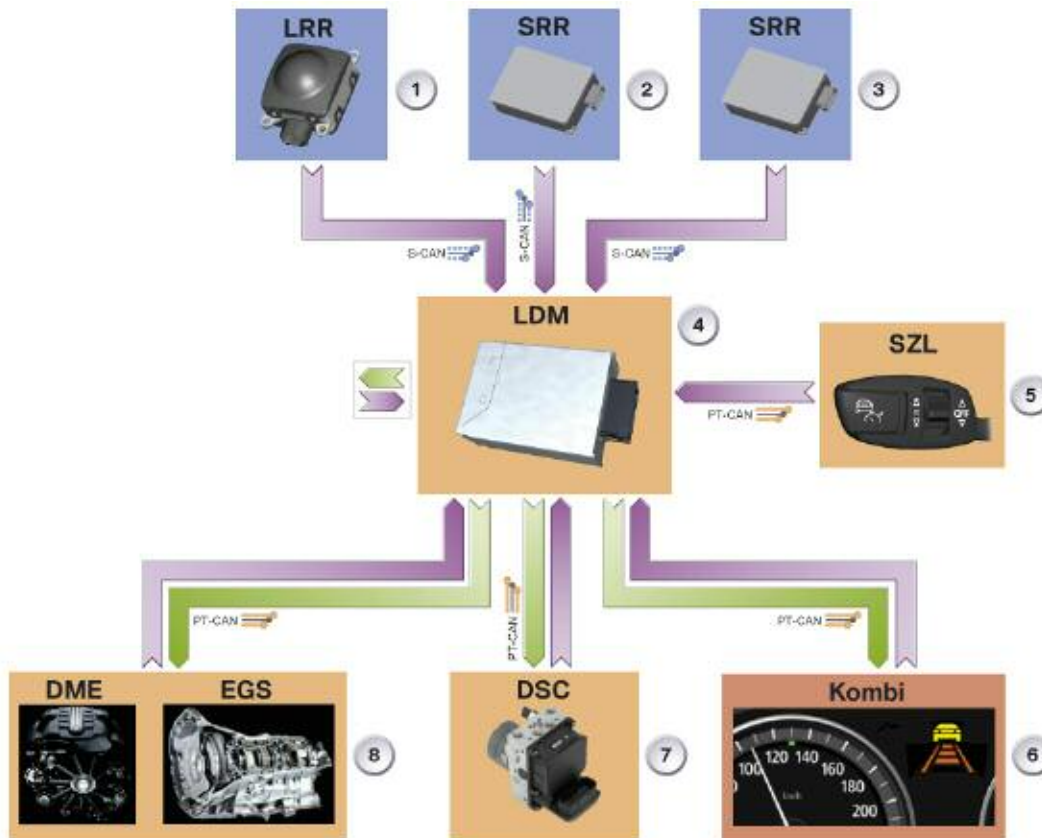 LRR
SRR
SRR
1
2
3
S-CAN
S-CAN
S-CAN
LDM
4
SZL
OFF
5
PT-CAN
PT-CAN
PT-CAN
PT-CAN
DME
EGS
8
DSC
7
Kombi
100
120
140
160
180
200
km/h
6